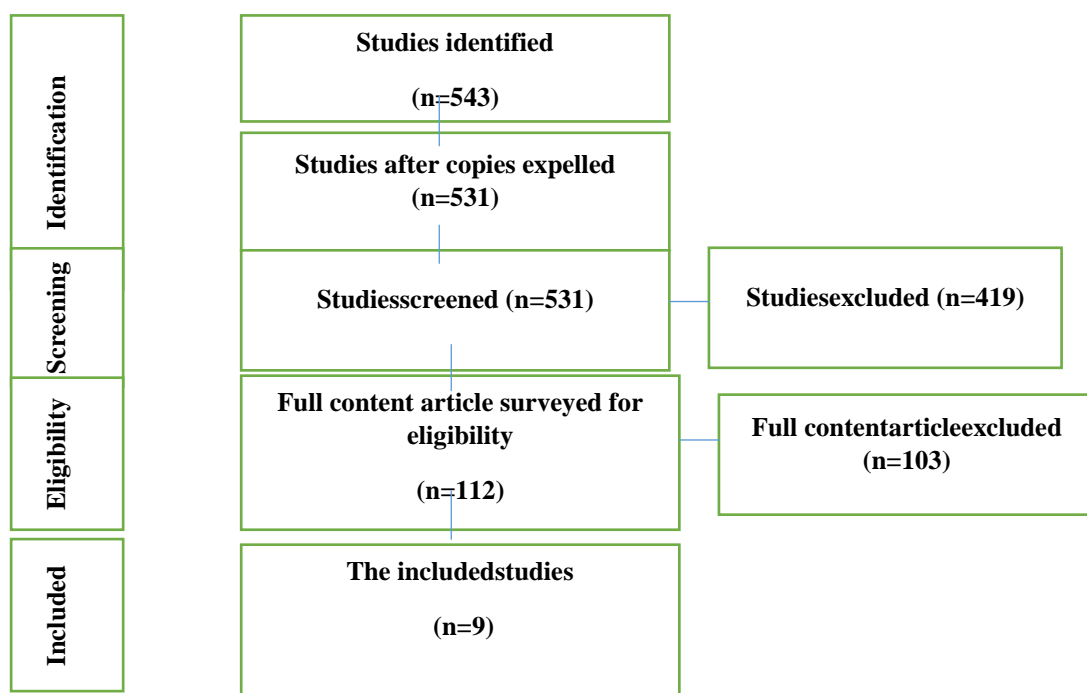 Identification
Studies identified
(n=543)
Studies after copies expelled
(n=531)
Screening
Studiesscreened (n=531)
Studiesexcluded (n=419)
Eligibility
Full content article surveyed for
eligibility
(n=112)
Full contentarticleexcluded
(n=103)
Included
The includedstudies
(n=9)